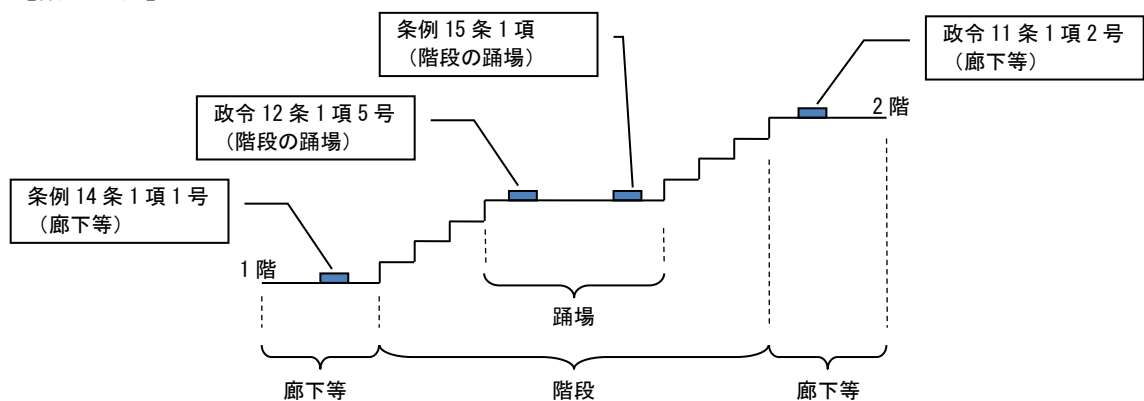 条例 15 条 1 項
(階段の踊場)
政令 11 条 1 項 2 号
(廊下等)
政令 12 条 1 項 5 号
(階段の踊場)
2 階
条例 14 条 1 項 1 号
(廊下等)
1 階
踊場
廊下等
階段
廊下等